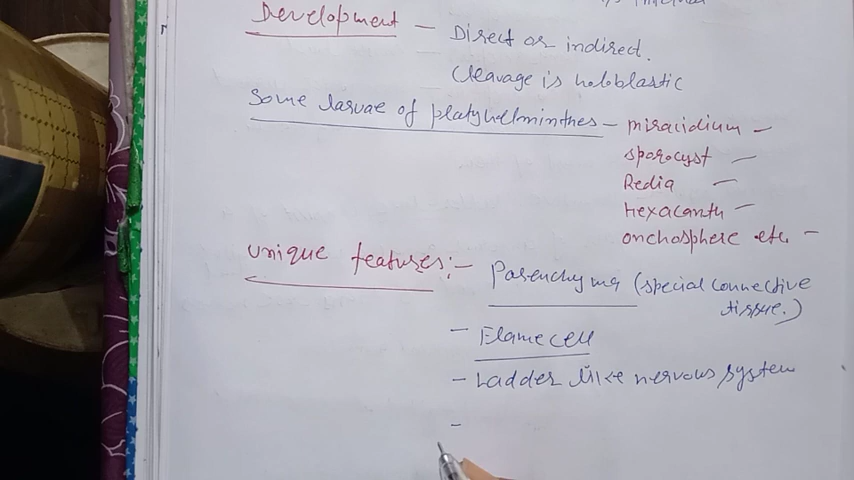 Development - Direct or indirect.
Cleavage is holoblastic
Some larvae of platyhelminthes - miracidium -
sporocyst -
Redia -
Hexacanth -
onchosphere etc. -
Unique features:- Parenchyma (special connective
tissue.)
- Flame cell
- Ladder like nervous system
-